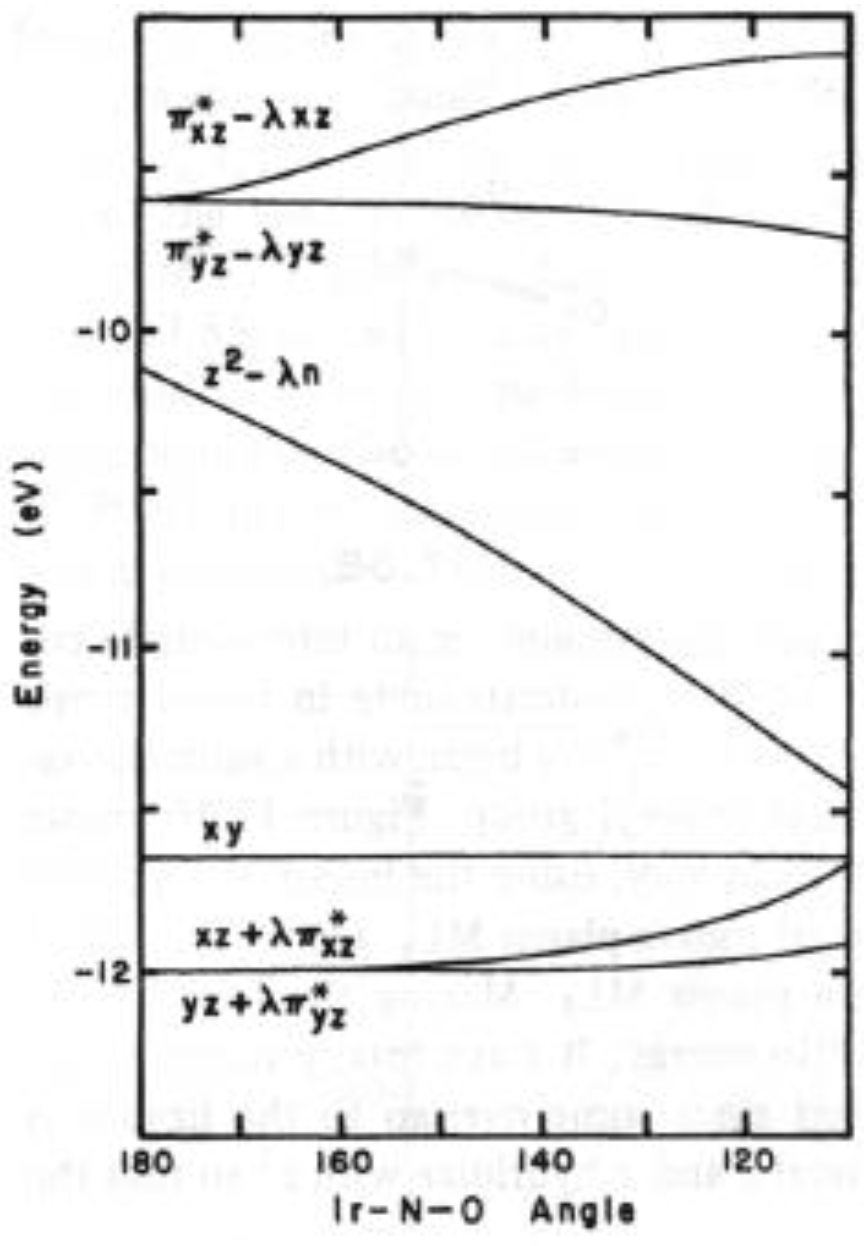 π*xz − λxz
π*yz − λyz
-10
z² − λn
Energy (eV)
-11
xy
xz + λπ*xz
-12
yz + λπ*yz
180 160 140 120
Ir-N-O Angle